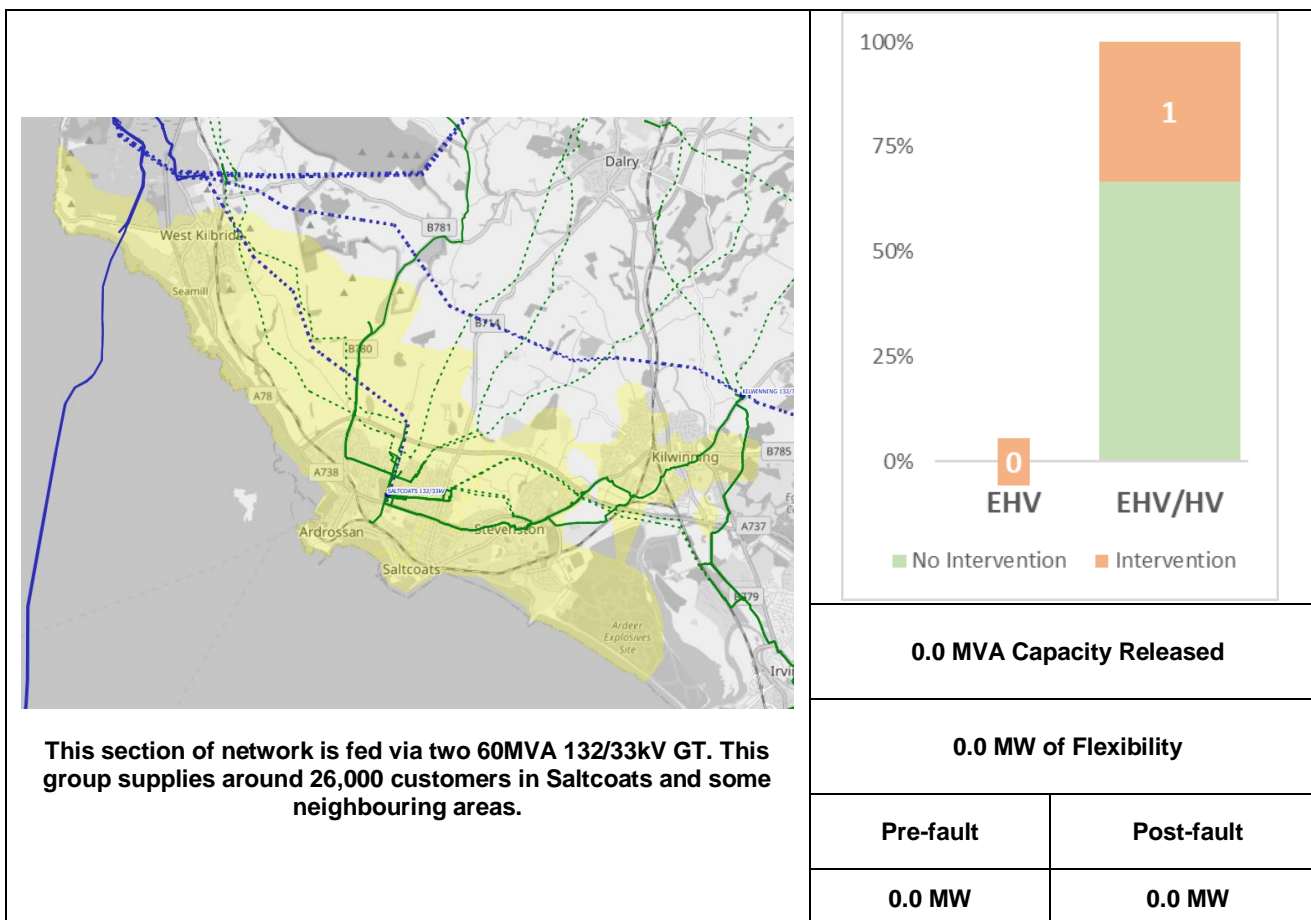 Dalry
B781
West Kilbride
Seamill
B714
B780
A78
KILWINNING 132/
B785
Kilwinning
A738
SALTCOATS 132/33kV
A737
Stevenston
Ardrossan
Saltcoats
B779
Ardeer
Explosives
Site
Irvi
This section of network is fed via two 60MVA 132/33kV GT. This
group supplies around 26,000 customers in Saltcoats and some
neighbouring areas.
100%
1
75%
50%
25%
0%
0
EHV EHV/HV
No Intervention Intervention
0.0 MVA Capacity Released
0.0 MW of Flexibility
Pre-fault Post-fault
0.0 MW 0.0 MW